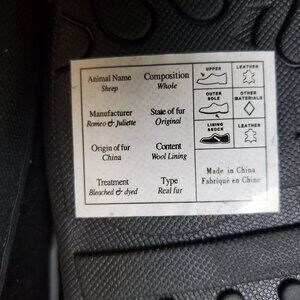 Animal Name
Sheep
Composition
Whole
Manufacturer
Romeo & Juliette
State of fur
Original
Origin of fur
China
Content
Wool Lining
Treatment
Bleached & dyed
Type
Real fur
UPPER
LEATHER
OUTER SOLE
OTHER MATERIALS
LINING & SOCK
LEATHER
Made in China
Fabriqué en Chine